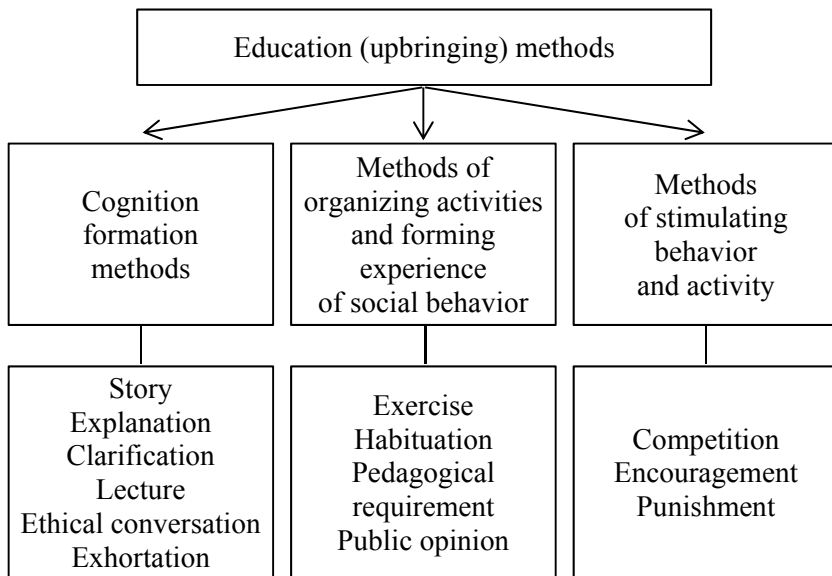 Education (upbringing) methods
Cognition
formation
methods
Methods of
organizing activities
and forming
experience
of social behavior
Methods
of stimulating
behavior
and activity
Story
Explanation
Clarification
Lecture
Ethical conversation
Exhortation
Exercise
Habituation
Pedagogical
requirement
Public opinion
Competition
Encouragement
Punishment